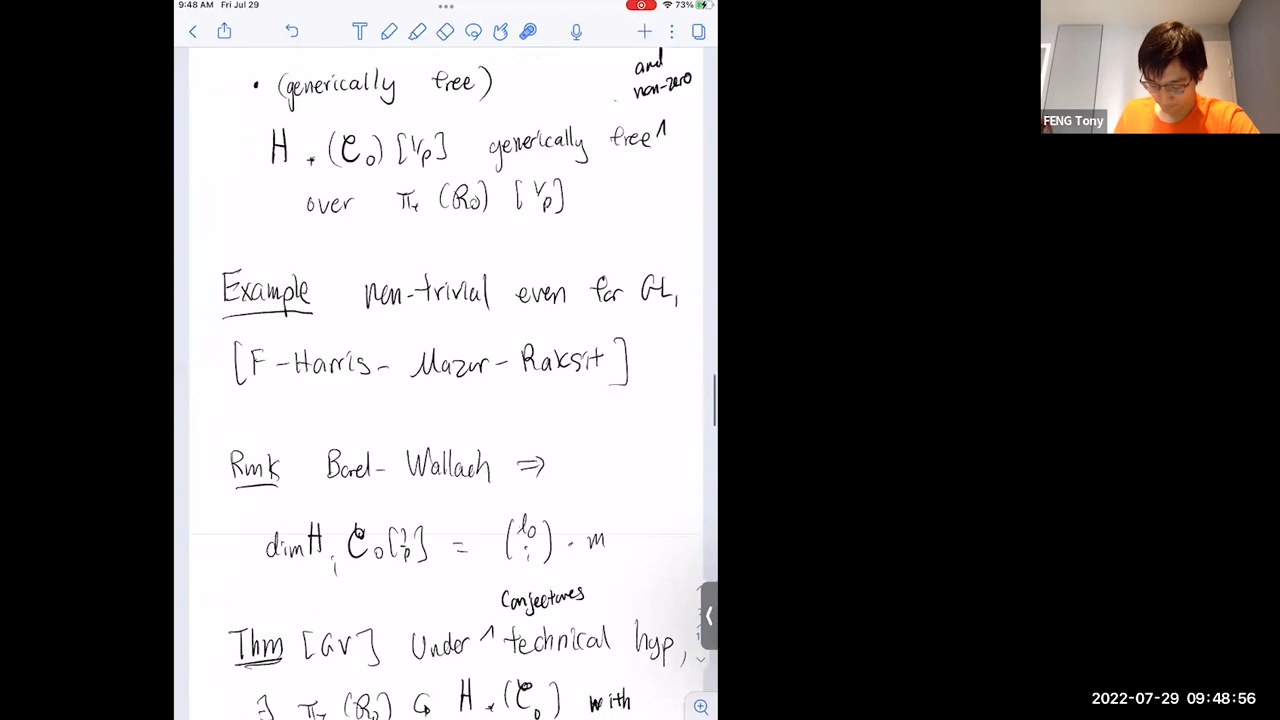 9:48 AM Fri Jul 29
73%
and
non-zero
• (generically free)
H_*(C_0)[1/p] generically free ^
over π_*(R_0)[1/p]
Example non-trivial even for GL_1
[F-Harris-Mazur-Raksit]
Rmk Borel-Wallach ⇒
dim H_i C_0[1/p] = (l_0 i) · m
Conjectures
Thm [GV] Under ^ technical hyp,
∃ π_*(R_0) ↻ H_*(C_0) with
FENG Tony
2022-07-29 09:48:56